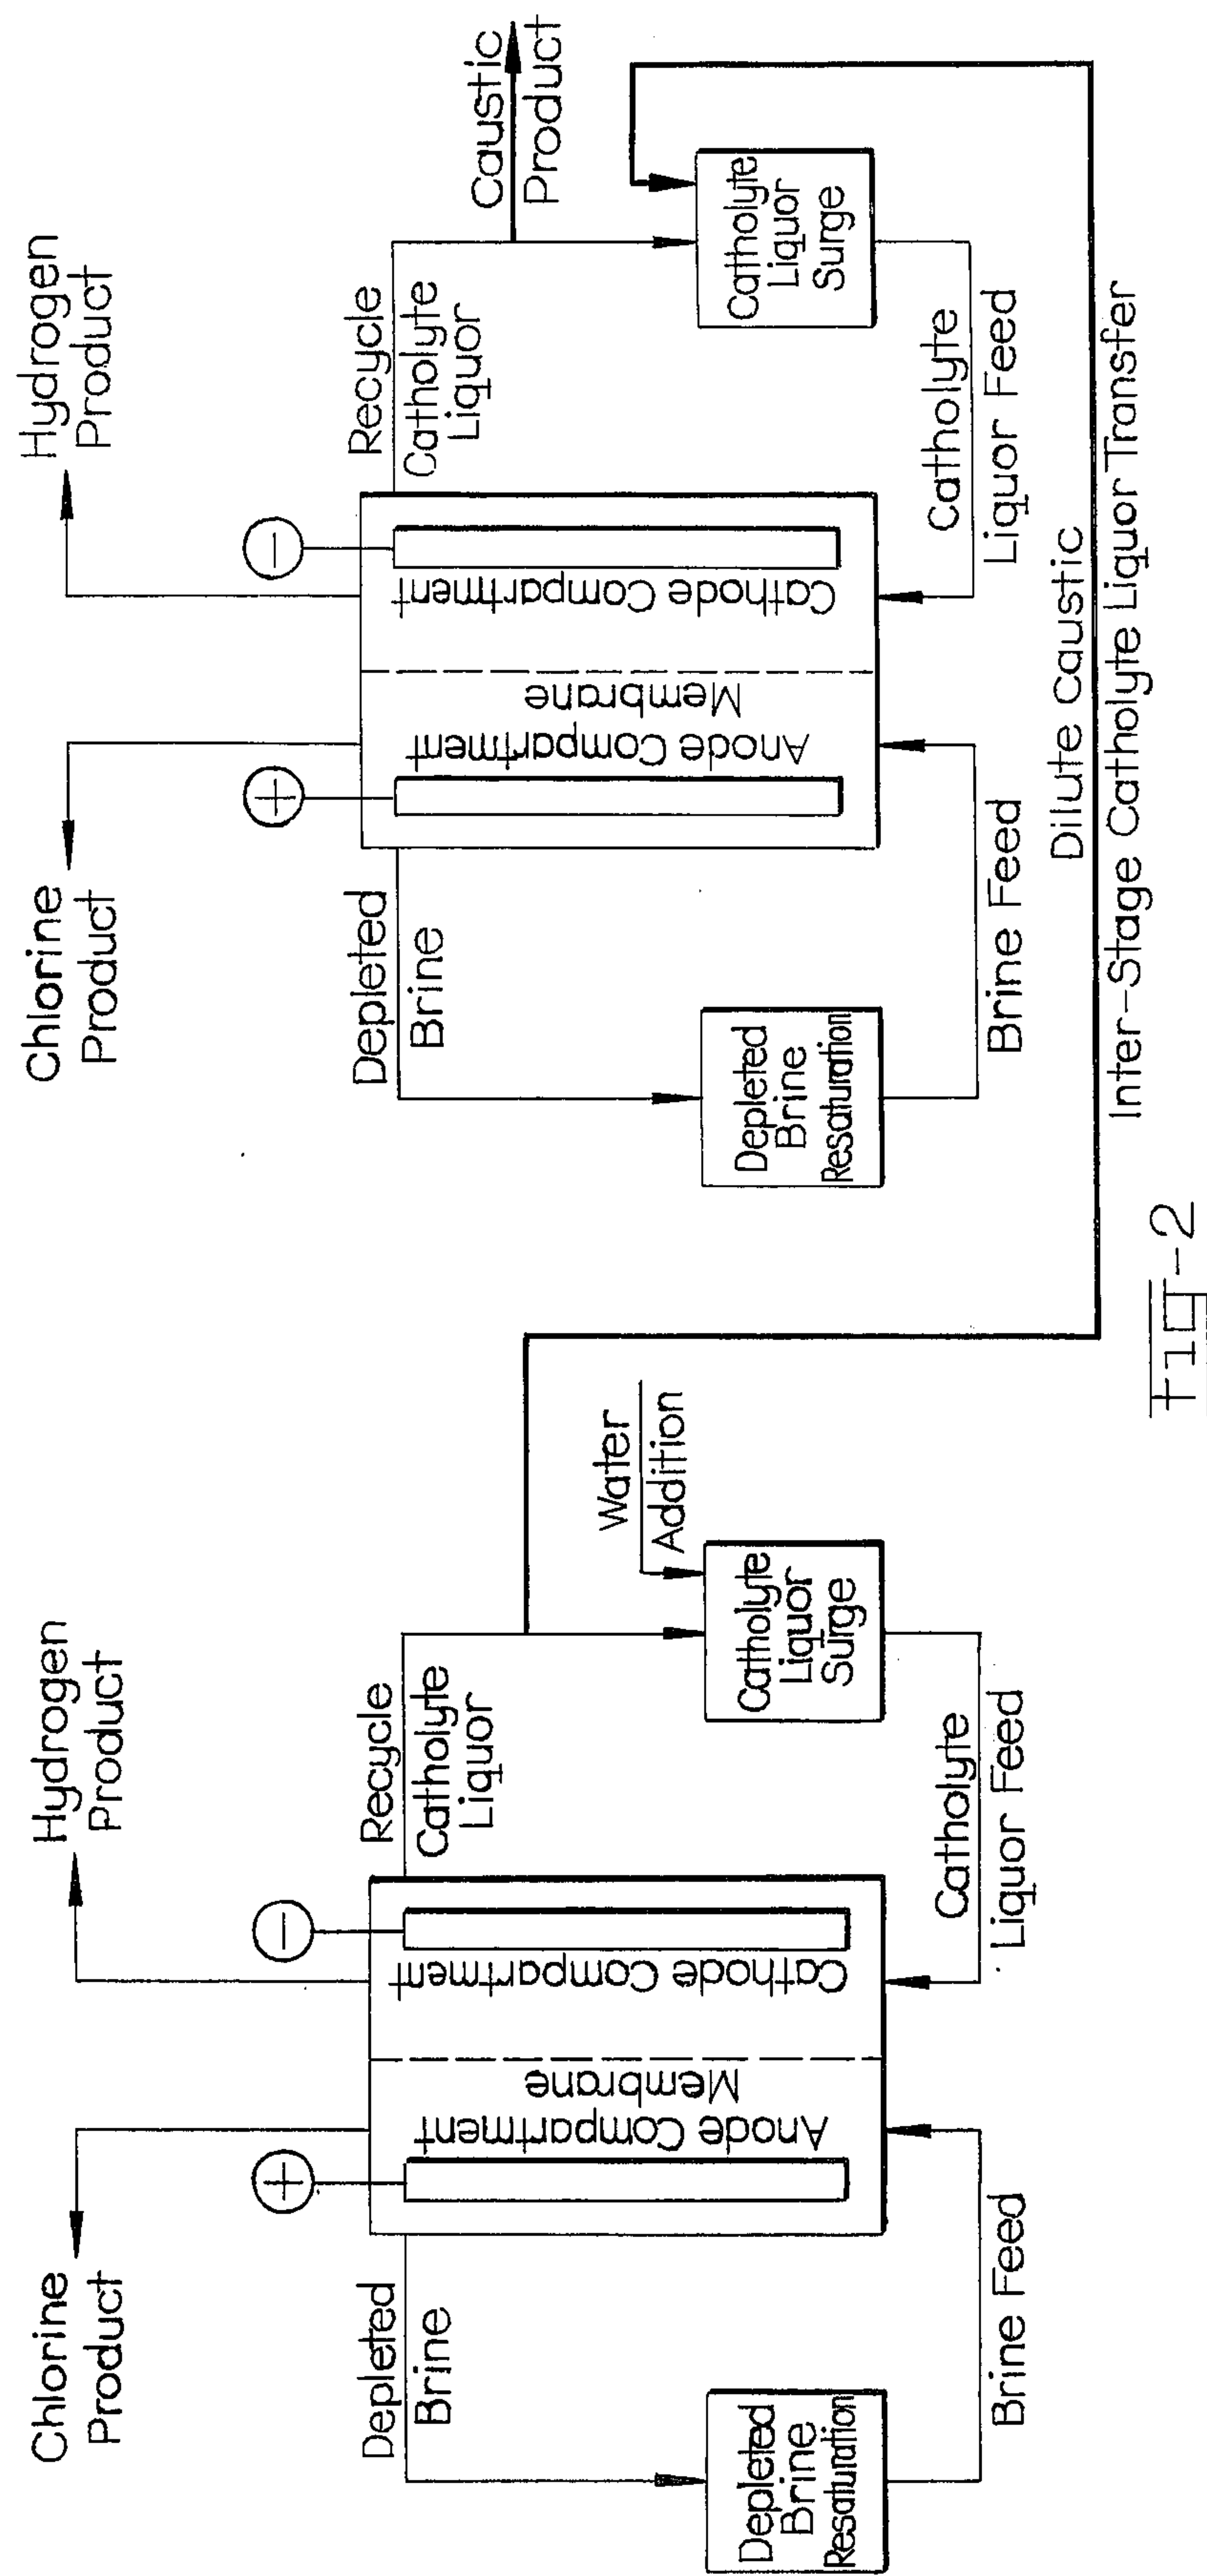 Chlorine
Product
+
-
Hydrogen
Product
Depleted
Brine
Anode Compartment
Membrane
Cathode Compartment
Recycle
Catholyte
Liquor
Water
Addition
Depleted
Brine
Resaturation
Catholyte
Liquor
Surge
Brine Feed
Catholyte
Liquor Feed
Chlorine
Product
+
-
Hydrogen
Product
Depleted
Brine
Anode Compartment
Membrane
Cathode Compartment
Recycle
Catholyte
Liquor
Caustic
Product
Depleted
Brine
Resaturation
Catholyte
Liquor
Surge
Brine Feed
Catholyte
Liquor Feed
Dilute Caustic
Inter-Stage Catholyte Liquor Transfer
Fig-2